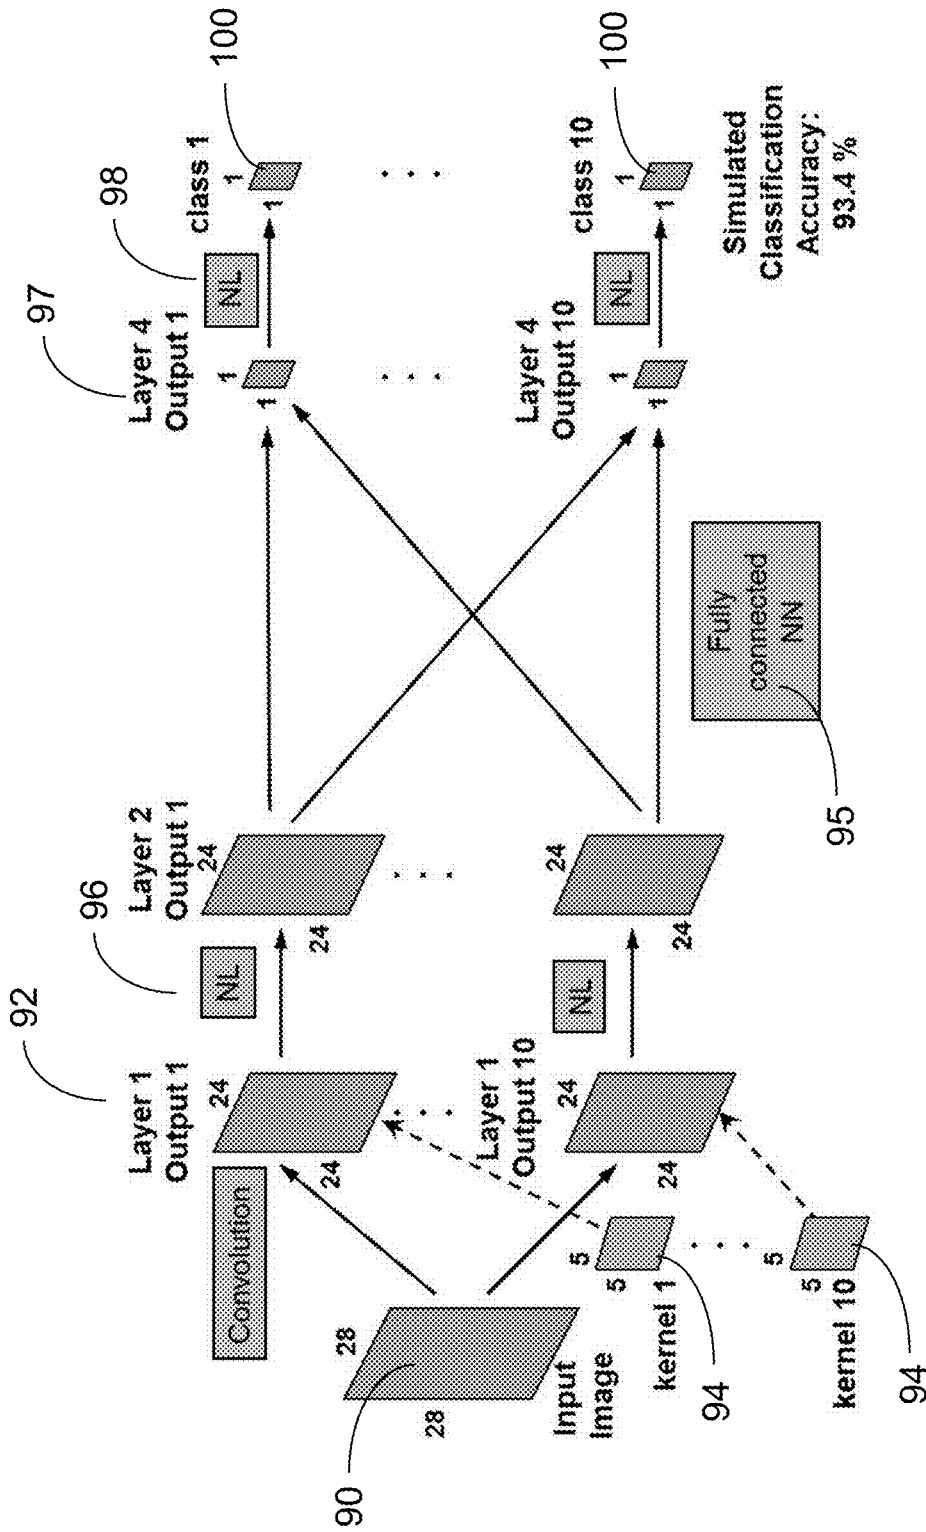 90
28
28
Input
Image
Convolution
92
Layer 1
Output 1
24
24
. . .
Layer 1
Output 10
24
24
5
5
kernel 1
94
. . .
5
5
kernel 10
94
96
NL
NL
Layer 2
Output 1
24
24
. . .
24
24
Fully
connected
NN
95
97
Layer 4
Output 1
1
1
. . .
Layer 4
Output 10
1
1
98
NL
NL
class 1
1
1
100
. . .
class 10
1
1
100
Simulated
Classification
Accuracy:
93.4 %